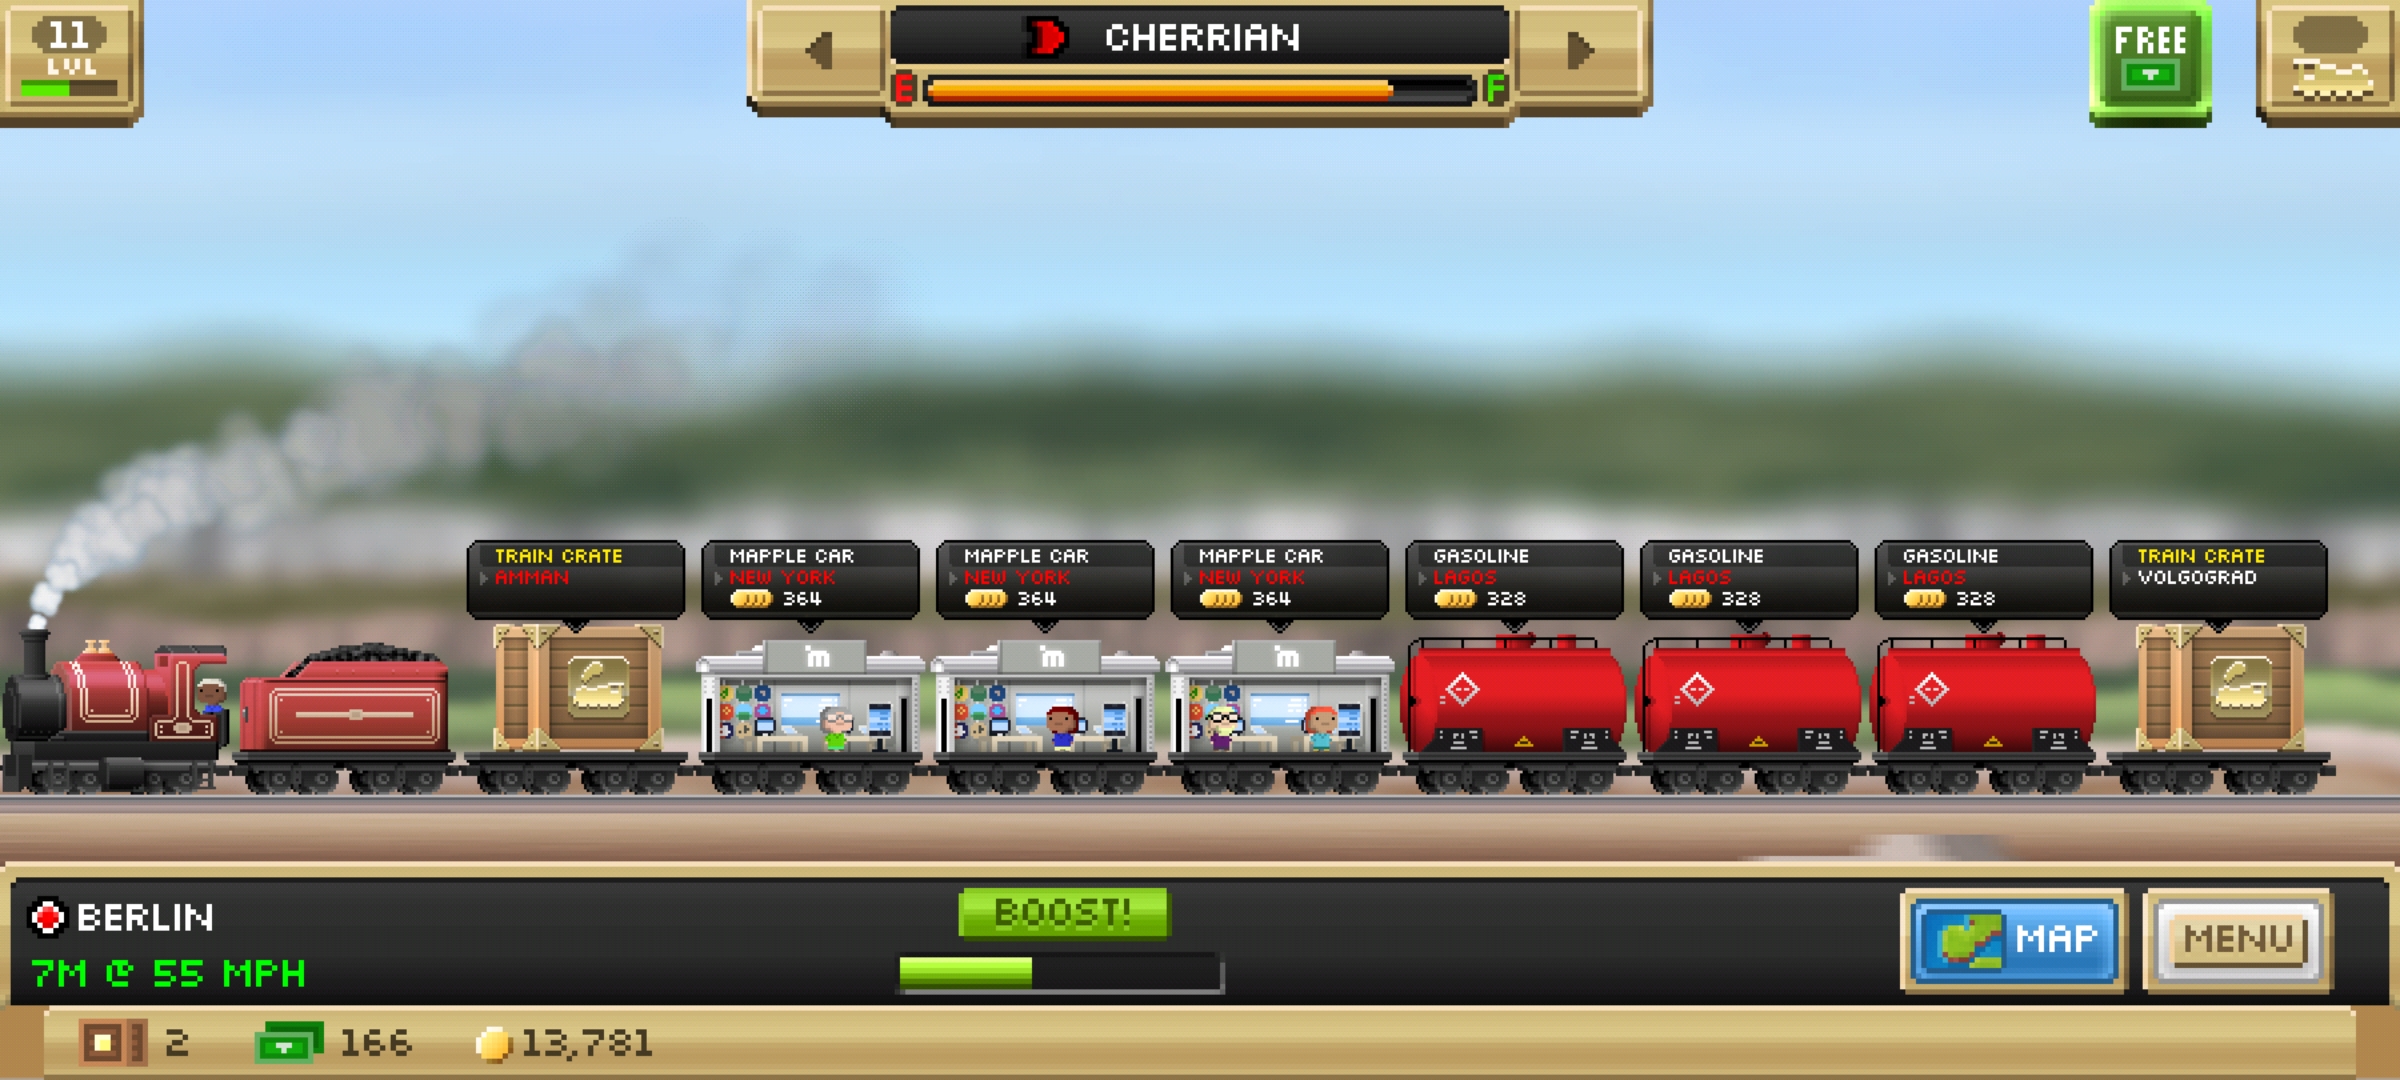 11
LVL
CHERRIAN
E
F
FREE
TRAIN CRATE
AMMAN
MAPPLE CAR
NEW YORK
364
MAPPLE CAR
NEW YORK
364
MAPPLE CAR
NEW YORK
364
GASOLINE
LAGOS
328
GASOLINE
LAGOS
328
GASOLINE
LAGOS
328
TRAIN CRATE
VOLGOGRAD
m
m
m
BERLIN
7M @ 55 MPH
BOOST!
MAP
MENU
2
166
13,781